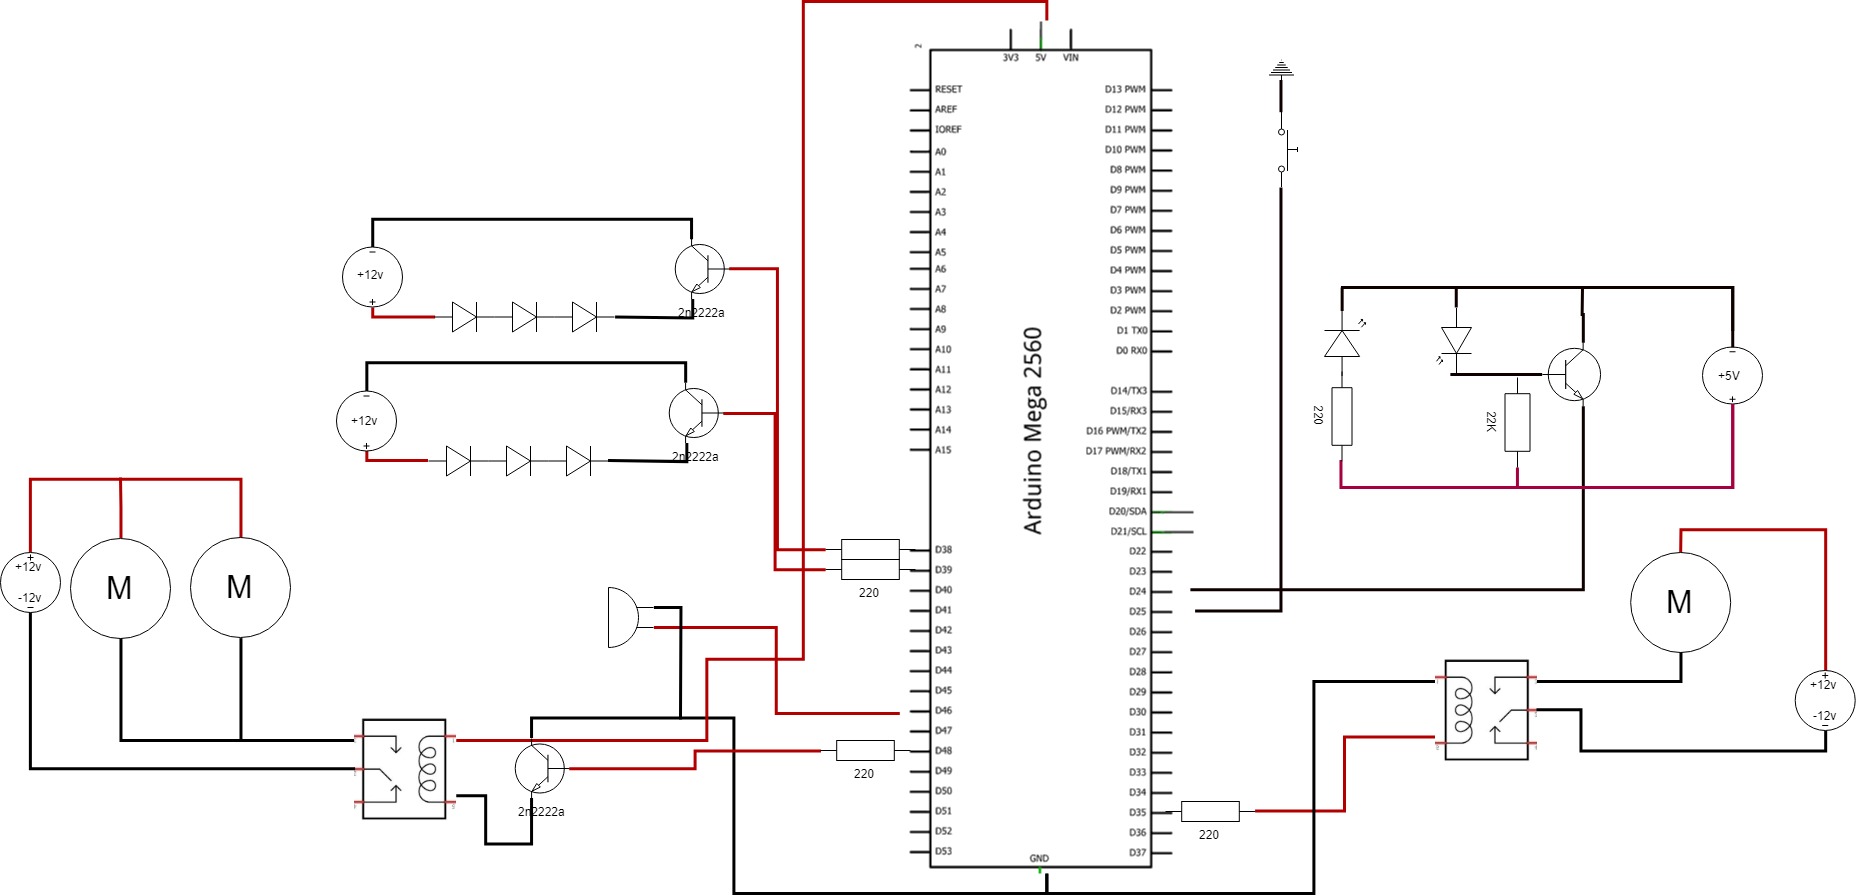 2
3V3
5V
VIN
RESET
AREF
IOREF
A0
A1
A2
A3
A4
A5
A6
A7
A8
A9
A10
A11
A12
A13
A14
A15
D38
D39
D40
D41
D42
D43
D44
D45
D46
D47
D48
D49
D50
D51
D52
D53
Arduino Mega 2560
D13 PWM
D12 PWM
D11 PWM
D10 PWM
D8 PWM
D9 PWM
D7 PWM
D6 PWM
D5 PWM
D4 PWM
D3 PWM
D2 PWM
D1 TX0
D0 RX0
D14/TX3
D15/RX3
D16 PWM/TX2
D17 PWM/RX2
D18/TX1
D19/RX1
D20/SDA
D21/SCL
D22
D23
D24
D25
D26
D27
D28
D29
D30
D31
D32
D33
D34
D35
D36
D37
GND
+12v
2n2222a
+12v
2n2222a
+12v
-12v
M
M
220
220
2n2222a
220
22K
+5V
220
M
+12v
-12v